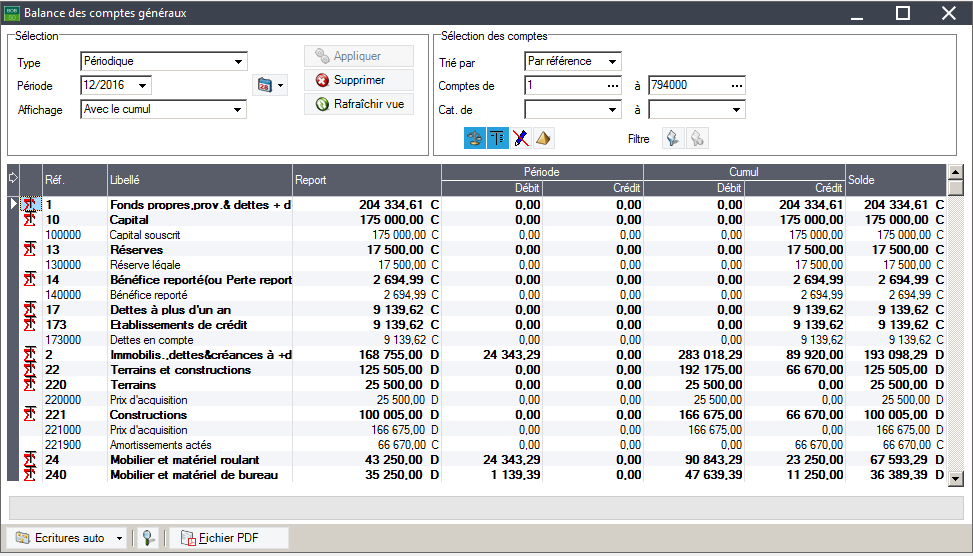 Balance des comptes généraux
Sélection
Type Périodique
Période 12/2016
Affichage Avec le cumul
Appliquer
Supprimer
Rafraîchir vue
Sélection des comptes
Trié par Par référence
Comptes de 1 ... à 794000 ...
Cat. de à
Filtre
Réf. Libellé Report Période Débit Crédit Cumul Débit Crédit Solde
1 Fonds propres,prov.& dettes + d 204 334,61 C 0,00 0,00 0,00 204 334,61 204 334,61 C
10 Capital 175 000,00 C 0,00 0,00 0,00 175 000,00 175 000,00 C
100000 Capital souscrit 175 000,00 C 0,00 0,00 0,00 175 000,00 175 000,00 C
13 Réserves 17 500,00 C 0,00 0,00 0,00 17 500,00 17 500,00 C
130000 Réserve légale 17 500,00 C 0,00 0,00 0,00 17 500,00 17 500,00 C
14 Bénéfice reporté(ou Perte report 2 694,99 C 0,00 0,00 0,00 2 694,99 2 694,99 C
140000 Bénéfice reporté 2 694,99 C 0,00 0,00 0,00 2 694,99 2 694,99 C
17 Dettes à plus d'un an 9 139,62 C 0,00 0,00 0,00 9 139,62 9 139,62 C
173 Etablissements de crédit 9 139,62 C 0,00 0,00 0,00 9 139,62 9 139,62 C
173000 Dettes en compte 9 139,62 C 0,00 0,00 0,00 9 139,62 9 139,62 C
2 Immobilis.,dettes&créances à +d 168 755,00 D 24 343,29 0,00 283 018,29 89 920,00 193 098,29 D
22 Terrains et constructions 125 505,00 D 0,00 0,00 192 175,00 66 670,00 125 505,00 D
220 Terrains 25 500,00 D 0,00 0,00 25 500,00 0,00 25 500,00 D
220000 Prix d'acquisition 25 500,00 D 0,00 0,00 25 500,00 0,00 25 500,00 D
221 Constructions 100 005,00 D 0,00 0,00 166 675,00 66 670,00 100 005,00 D
221000 Prix d'acquisition 166 675,00 D 0,00 0,00 166 675,00 0,00 166 675,00 D
221900 Amortissements actés 66 670,00 C 0,00 0,00 0,00 66 670,00 66 670,00 C
24 Mobilier et matériel roulant 43 250,00 D 24 343,29 0,00 90 843,29 23 250,00 67 593,29 D
240 Mobilier et matériel de bureau 35 250,00 D 1 139,39 0,00 47 639,39 11 250,00 36 389,39 D
Ecritures auto Fichier PDF